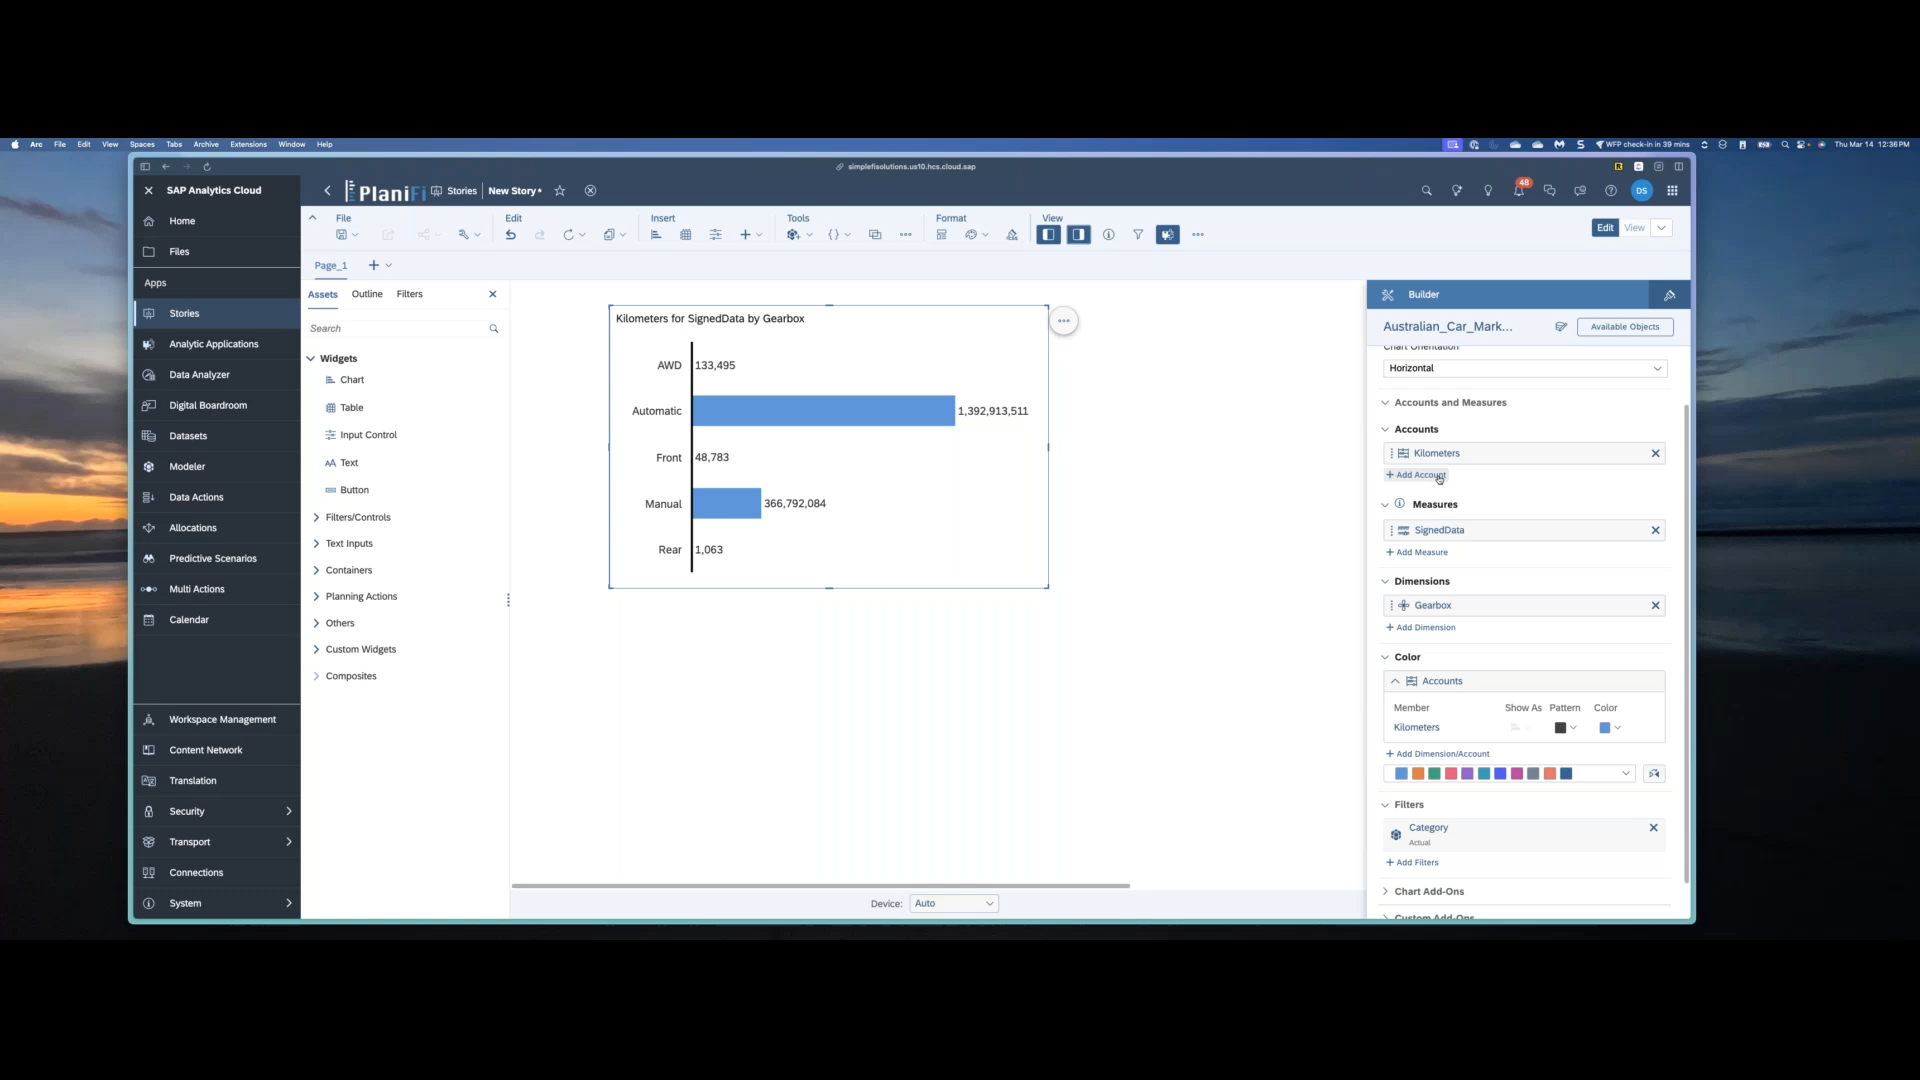 Arc File Edit View Spaces Tabs Archive Extensions Window Help
WFP check-in in 39 mins
Thu Mar 14 12:36 PM
simplefisolutions.us10.hcs.cloud.sap
SAP Analytics Cloud
PlaniFi Stories New Story*
48
DS
Home
Files
Apps
Stories
Analytic Applications
Data Analyzer
Digital Boardroom
Datasets
Modeler
Data Actions
Allocations
Predictive Scenarios
Multi Actions
Calendar
Workspace Management
Content Network
Translation
Security
Transport
Connections
System
File Edit Insert Tools Format View
Edit View
Page_1
Assets Outline Filters
Search
Widgets
Chart
Table
Input Control
Text
Button
Filters/Controls
Text Inputs
Containers
Planning Actions
Others
Custom Widgets
Composites
Kilometers for SignedData by Gearbox
AWD 133,495
Automatic 1,392,913,511
Front 48,783
Manual 366,792,084
Rear 1,063
Device: Auto
Builder
Australian_Car_Mark...
Available Objects
Chart Orientation
Horizontal
Accounts and Measures
Accounts
Kilometers
+ Add Account
Measures
SignedData
+ Add Measure
Dimensions
Gearbox
+ Add Dimension
Color
Accounts
Member Show As Pattern Color
Kilometers
+ Add Dimension/Account
Filters
Category
Actual
+ Add Filters
Chart Add-Ons
Custom Add-Ons